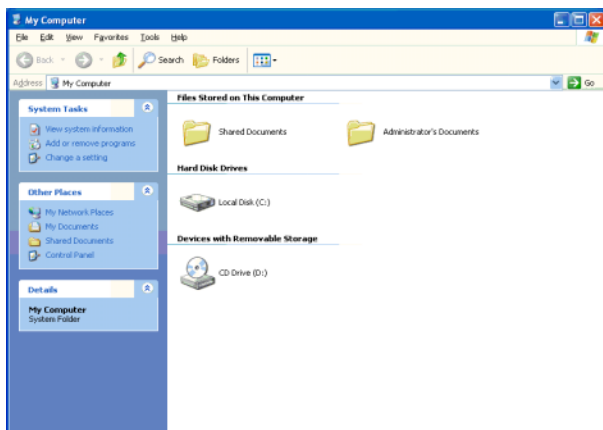 My Computer
File Edit View Favorites Tools Help
Back Search Folders
Address My Computer Go
System Tasks
View system information
Add or remove programs
Change a setting
Other Places
My Network Places
My Documents
Shared Documents
Control Panel
Details
My Computer
System Folder
Files Stored on This Computer
Shared Documents Administrator's Documents
Hard Disk Drives
Local Disk (C:)
Devices with Removable Storage
CD Drive (D:)